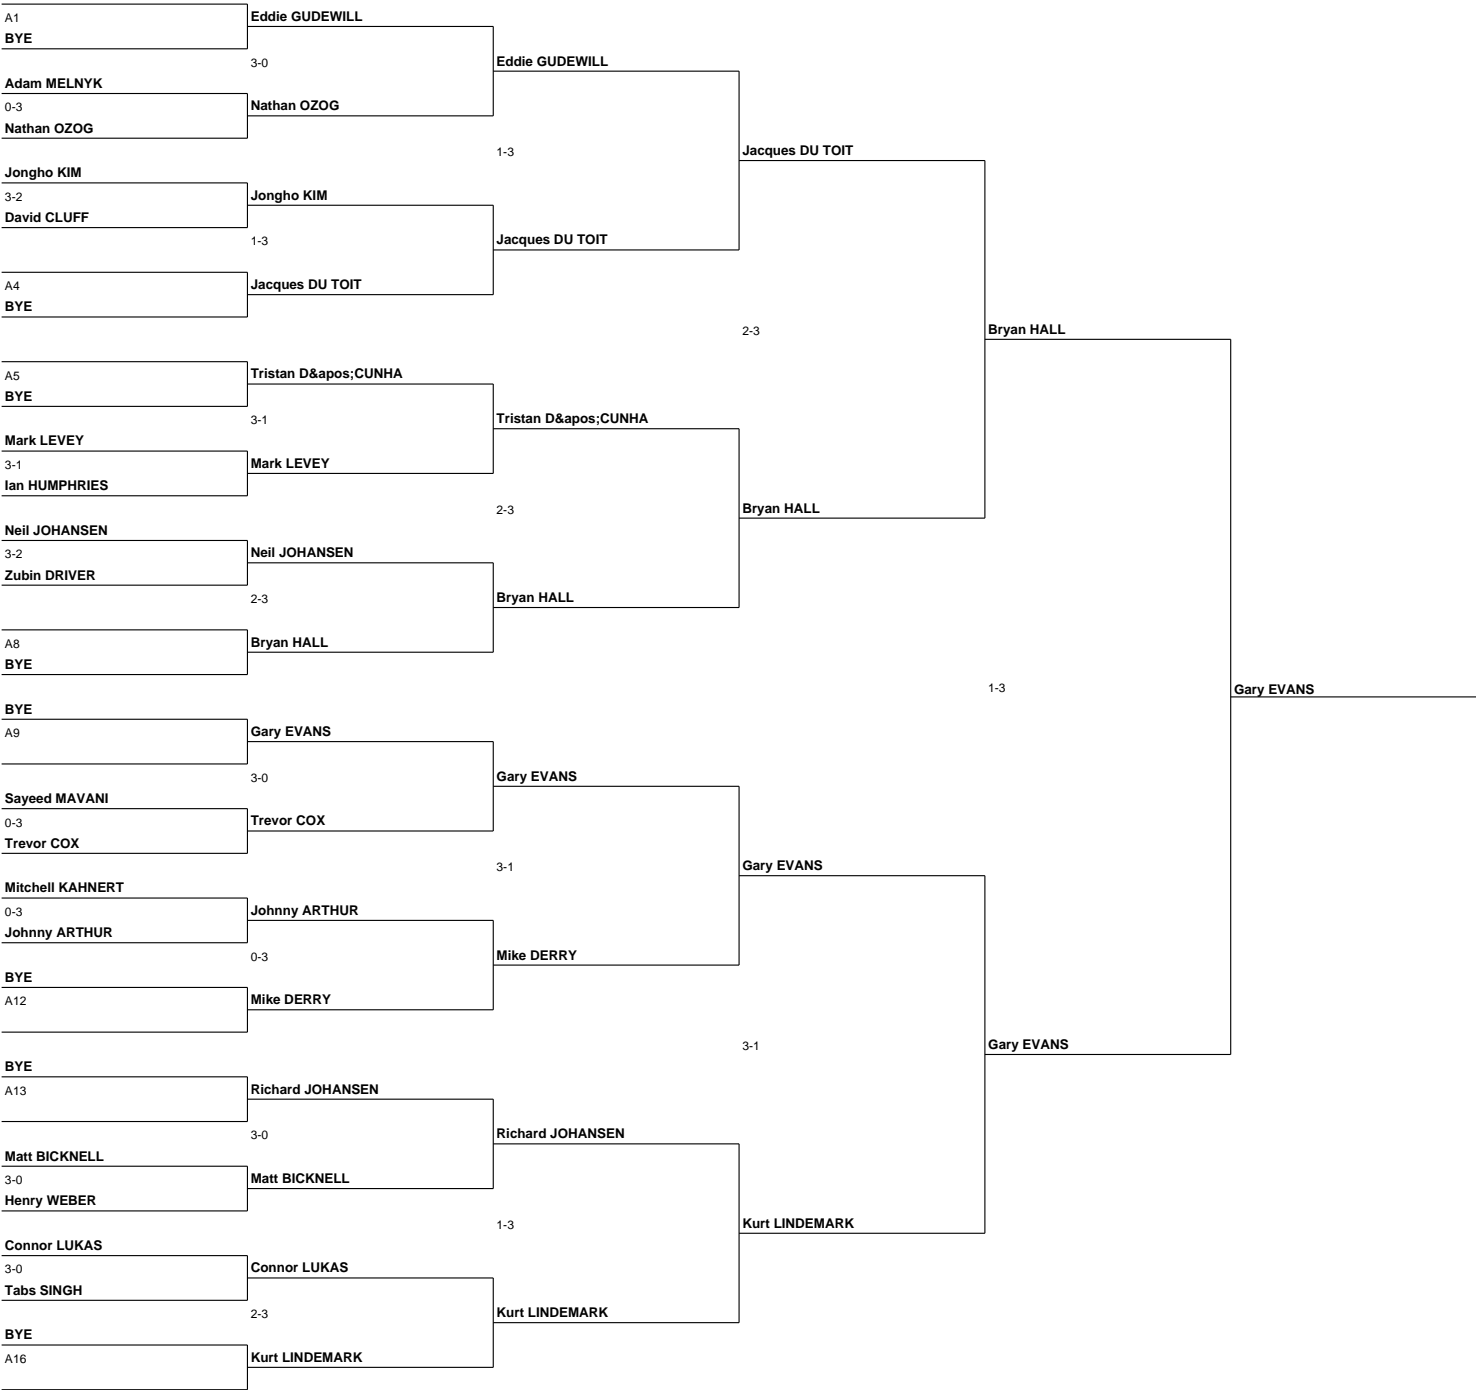 A1
BYE
Adam MELNYK
0-3
Nathan OZOG
Jongho KIM
3-2
David CLUFF
A4
BYE
A5
BYE
Mark LEVEY
3-1
Ian HUMPHRIES
Neil JOHANSEN
3-2
Zubin DRIVER
A8
BYE
BYE
A9
Sayeed MAVANI
0-3
Trevor COX
Mitchell KAHNERT
0-3
Johnny ARTHUR
BYE
A12
BYE
A13
Matt BICKNELL
3-0
Henry WEBER
Connor LUKAS
3-0
Tabs SINGH
BYE
A16
Eddie GUDEWILL
3-0
Nathan OZOG
Jongho KIM
1-3
Jacques DU TOIT
Tristan D&apos;CUNHA
3-1
Mark LEVEY
Neil JOHANSEN
2-3
Bryan HALL
Gary EVANS
3-0
Trevor COX
Johnny ARTHUR
0-3
Mike DERRY
Richard JOHANSEN
3-0
Matt BICKNELL
Connor LUKAS
2-3
Kurt LINDEMARK
Eddie GUDEWILL
1-3
Jacques DU TOIT
Tristan D&apos;CUNHA
2-3
Bryan HALL
Gary EVANS
3-1
Mike DERRY
Richard JOHANSEN
1-3
Kurt LINDEMARK
Jacques DU TOIT
2-3
Bryan HALL
Gary EVANS
3-1
Kurt LINDEMARK
Bryan HALL
1-3
Gary EVANS
Gary EVANS